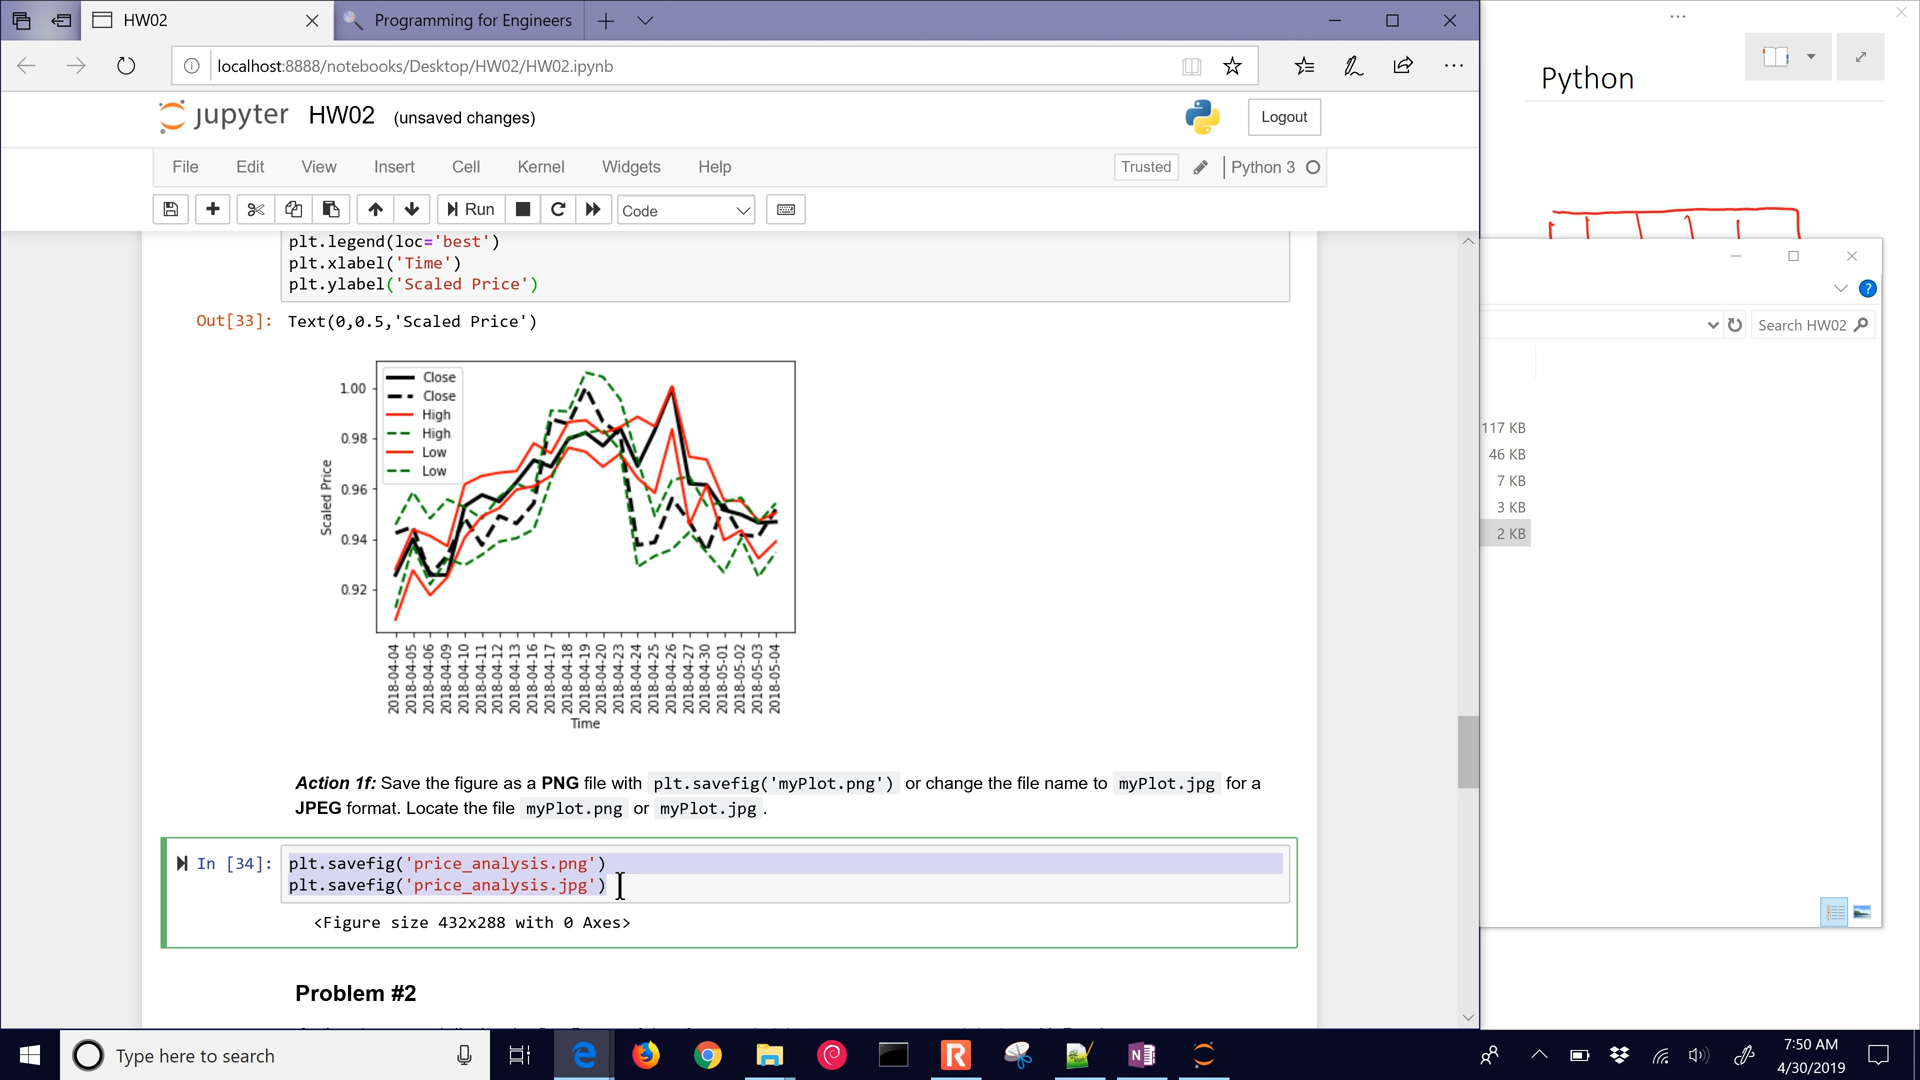 HW02
Programming for Engineers
localhost:8888/notebooks/Desktop/HW02/HW02.ipynb
Python
jupyter HW02 (unsaved changes)
Logout
File Edit View Insert Cell Kernel Widgets Help
Trusted Python 3
Run Code
plt.legend(loc='best')
plt.xlabel('Time')
plt.ylabel('Scaled Price')
Out[33]: Text(0,0.5,'Scaled Price')
Search HW02
117 KB
46 KB
7 KB
3 KB
2 KB
Close
Close
High
High
Low
Low
1.00
0.98
0.96
0.94
0.92
Scaled Price
2018-04-04
2018-04-05
2018-04-06
2018-04-09
2018-04-10
2018-04-11
2018-04-12
2018-04-13
2018-04-16
2018-04-17
2018-04-18
2018-04-19
2018-04-20
2018-04-23
2018-04-24
2018-04-25
2018-04-26
2018-04-27
2018-04-30
2018-05-01
2018-05-02
2018-05-03
2018-05-04
Time
Action 1f: Save the figure as a PNG file with plt.savefig('myPlot.png') or change the file name to myPlot.jpg for a
JPEG format. Locate the file myPlot.png or myPlot.jpg .
In [34]: plt.savefig('price_analysis.png')
plt.savefig('price_analysis.jpg')
<Figure size 432x288 with 0 Axes>
Problem #2
Type here to search
7:50 AM
4/30/2019